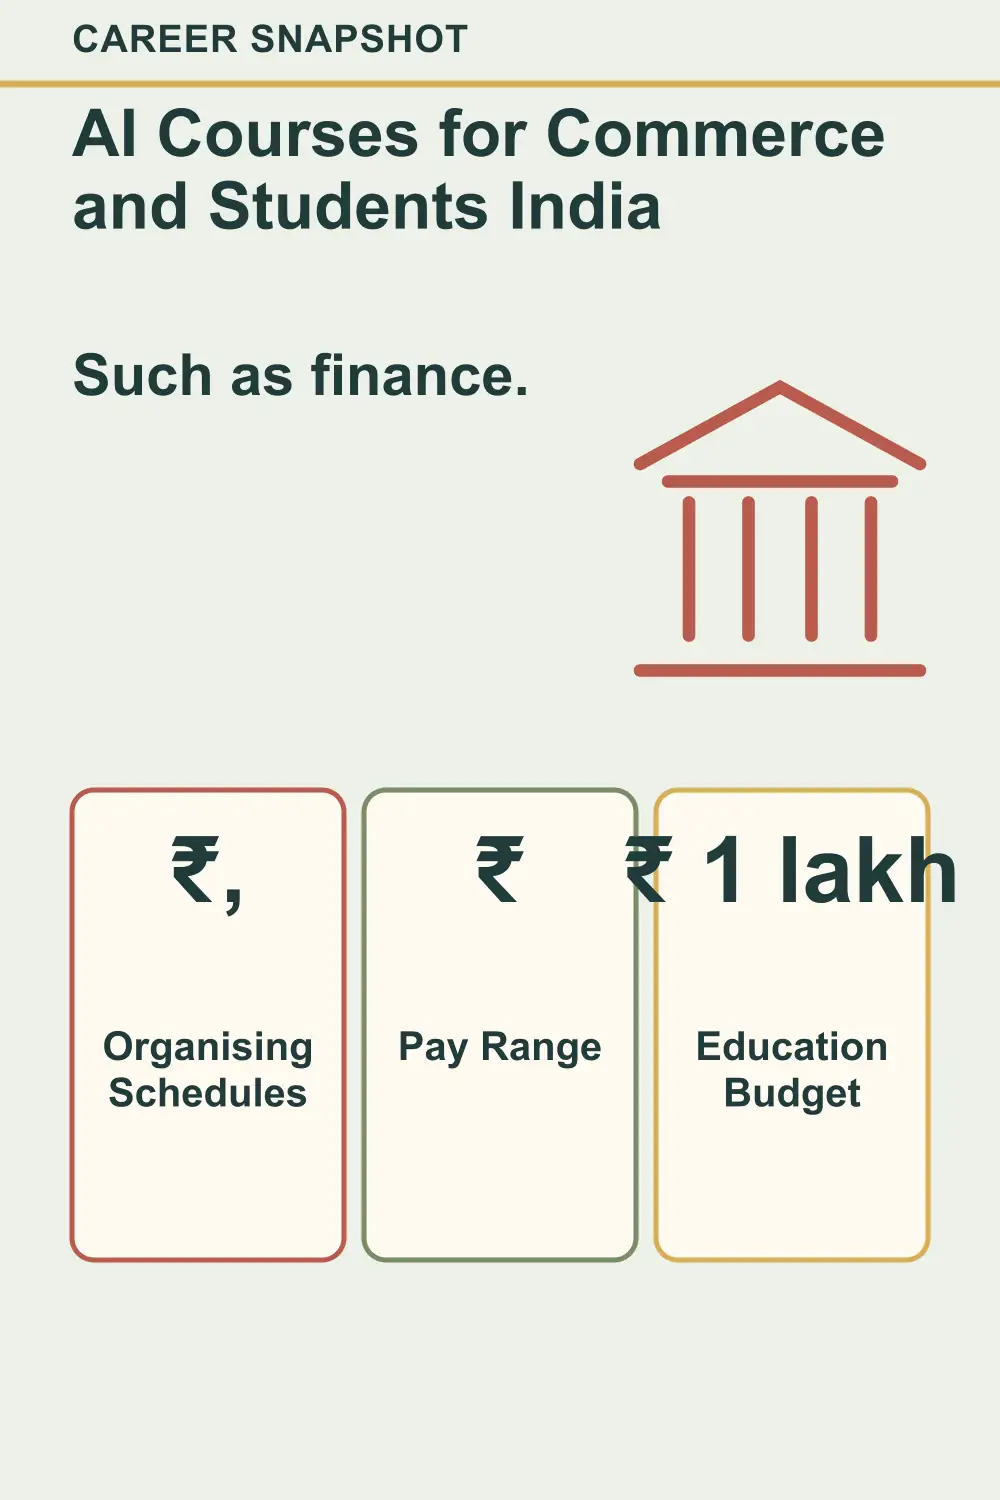 CAREER SNAPSHOT
AI Courses for Commerce
and Students India
Such as finance.
₹,
Organising
Schedules
₹
Pay Range
₹ 1 lakh
Education
Budget